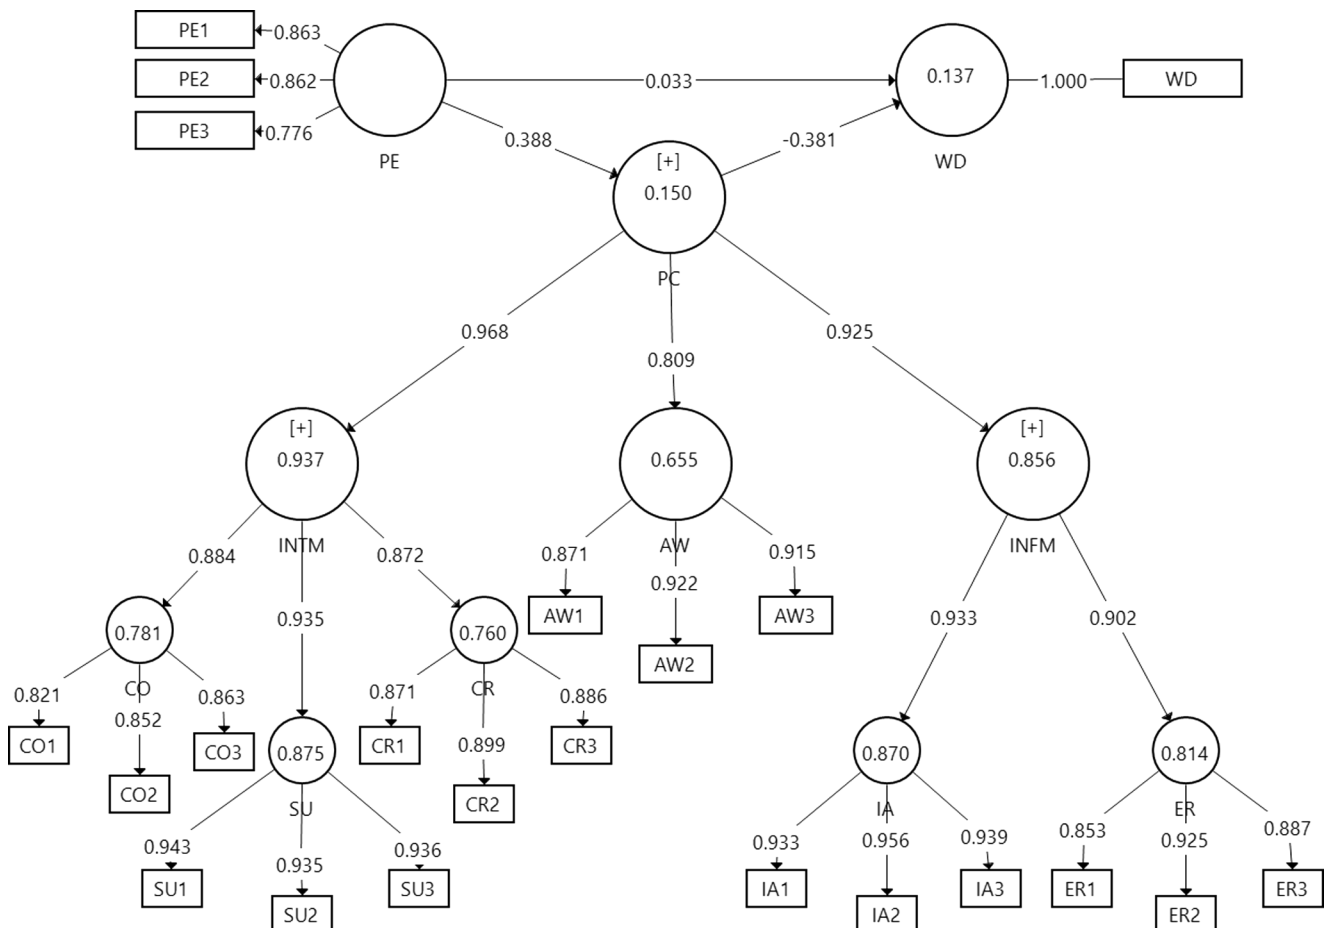 PE1
0.863
PE2
0.862
PE3
0.776
PE
0.033
0.388
0.137
WD
1.000
WD
-0.381
[+]
0.150
PC
0.968
0.809
0.925
[+]
0.937
INTM
0.655
AW
[+]
0.856
INFM
0.884
0.935
0.872
0.871
0.922
0.915
AW1
AW2
AW3
0.933
0.902
0.781
CO
0.821
0.852
0.863
CO1
CO2
CO3
0.760
CR
0.871
0.899
0.886
CR1
CR2
CR3
0.875
SU
0.943
0.935
0.936
SU1
SU2
SU3
0.870
IA
0.933
0.956
0.939
IA1
IA2
IA3
0.814
ER
0.853
0.925
0.887
ER1
ER2
ER3